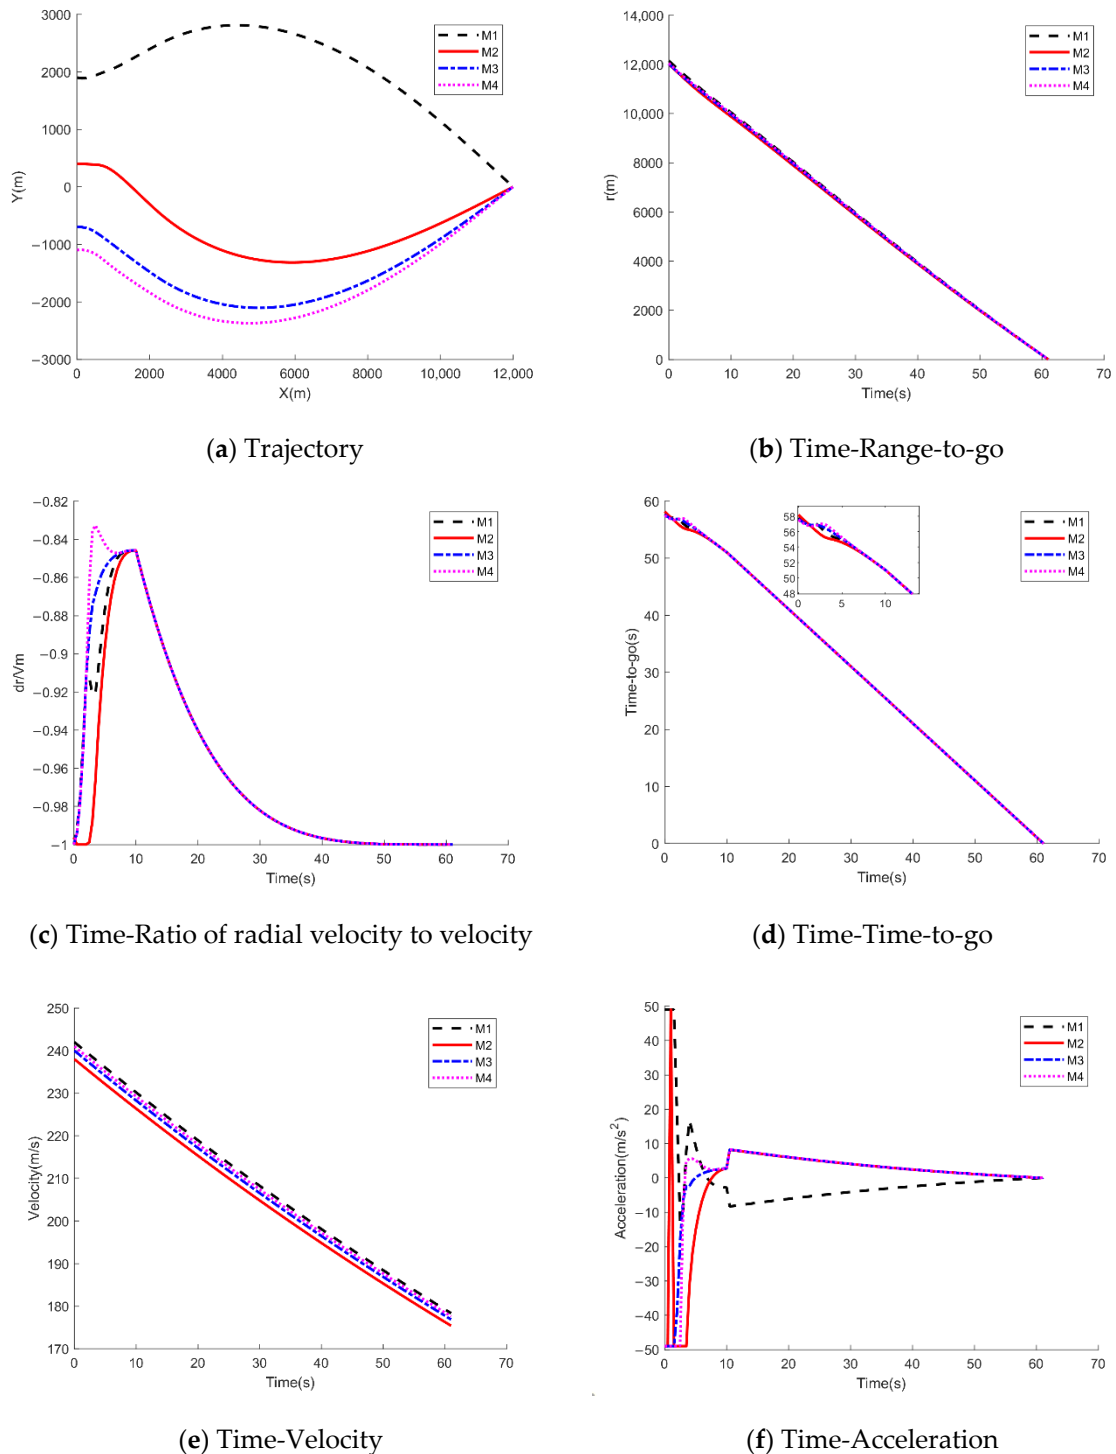 3000
2000
1000
0
−1000
−2000
−3000
Y(m)
0 2000 4000 6000 8000 10,000 12,000
X(m)
M1
M2
M3
M4
(a) Trajectory
14,000
12,000
10,000
8000
6000
4000
2000
0
r(m)
0 10 20 30 40 50 60 70
Time(s)
M1
M2
M3
M4
(b) Time-Range-to-go
−0.82
−0.84
−0.86
−0.88
−0.9
−0.92
−0.94
−0.96
−0.98
−1
dr/Vm
0 10 20 30 40 50 60 70
Time(s)
M1
M2
M3
M4
(c) Time-Ratio of radial velocity to velocity
60
50
40
30
20
10
0
Time-to-go(s)
0 10 20 30 40 50 60 70
Time(s)
58
56
54
52
50
48
0 5 10
M1
M2
M3
M4
(d) Time-Time-to-go
250
240
230
220
210
200
190
180
170
Velocity(m/s)
0 10 20 30 40 50 60 70
Time(s)
M1
M2
M3
M4
(e) Time-Velocity
50
40
30
20
10
0
−10
−20
−30
−40
−50
Acceleration(m/s²)
0 10 20 30 40 50 60 70
Time(s)
M1
M2
M3
M4
(f) Time-Acceleration